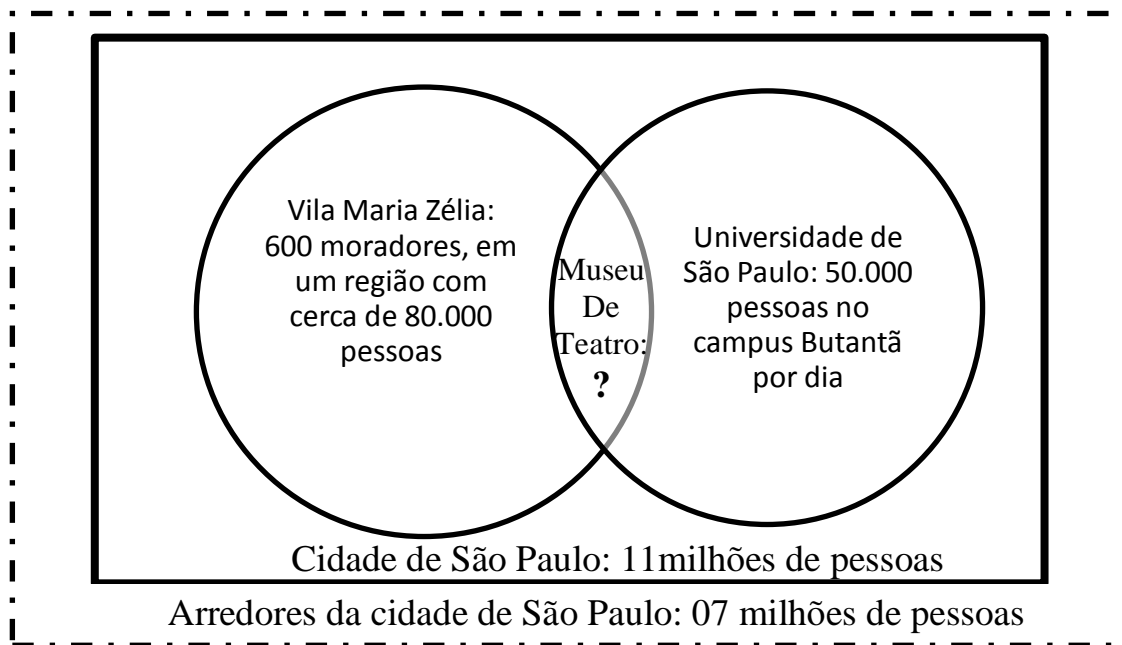 Vila Maria Zélia:
600 moradores, em
um região com
cerca de 80.000
pessoas
Museu
De
Teatro:
?
Universidade de
São Paulo: 50.000
pessoas no
campus Butantã
por dia
Cidade de São Paulo: 11milhões de pessoas
Arredores da cidade de São Paulo: 07 milhões de pessoas